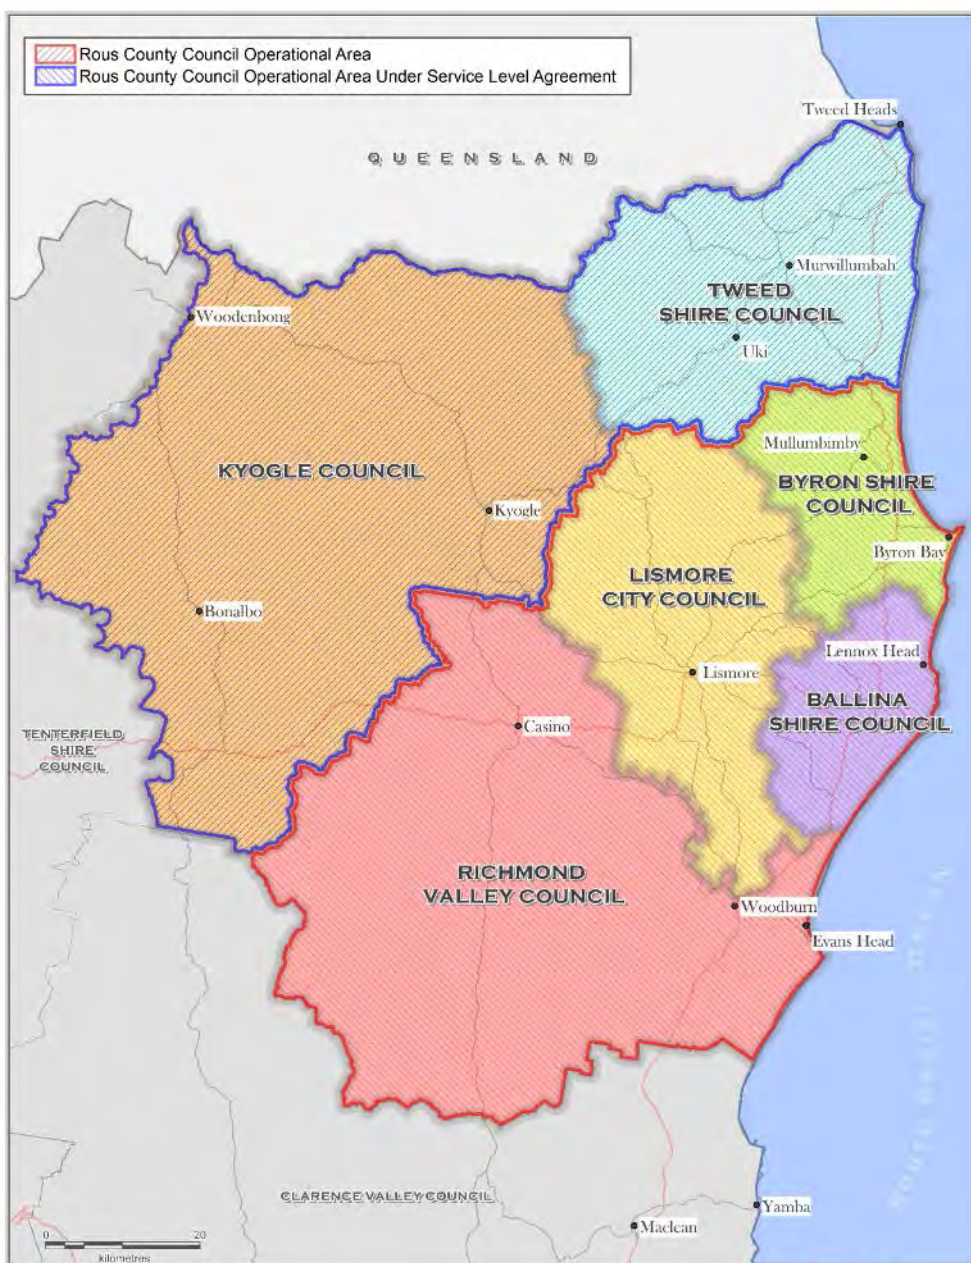 Rous County Council Operational Area
Rous County Council Operational Area Under Service Level Agreement
Tweed Heads
QUEENSLAND
Murwillumbah
TWEED
SHIRE COUNCIL
Woodenbong
Uki
Mullumbimby
KYOGLE COUNCIL
BYRON SHIRE
COUNCIL
Kyogle
Byron Bay
LISMORE
CITY COUNCIL
Bonalbo
Lennox Head
Lismore
BALLINA
SHIRE COUNCIL
Casino
TENTERFIELD
SHIRE
COUNCIL
RICHMOND
VALLEY COUNCIL
Woodburn
Evans Head
SOUTH PACIFIC OCEAN
CLARENCE VALLEY COUNCIL
Yamba
Maclean
0 20
kilometres